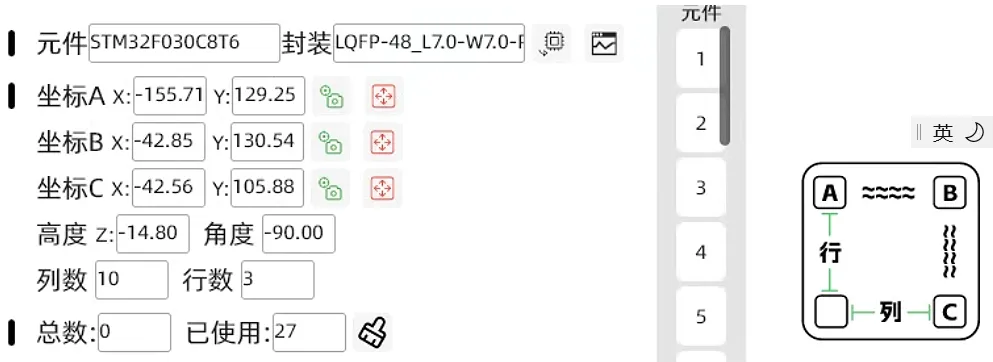 元件 STM32F030C8T6 封装 LQFP-48_L7.0-W7.0-
坐标A X: -155.71 Y: 129.25
坐标B X: -42.85 Y: 130.54
坐标C X: -42.56 Y: 105.88
高度 Z: -14.80 角度 -90.00
列数 10 行数 3
总数: 0 已使用: 27
元件
1
2
3
4
5
英
A B
行
列 C